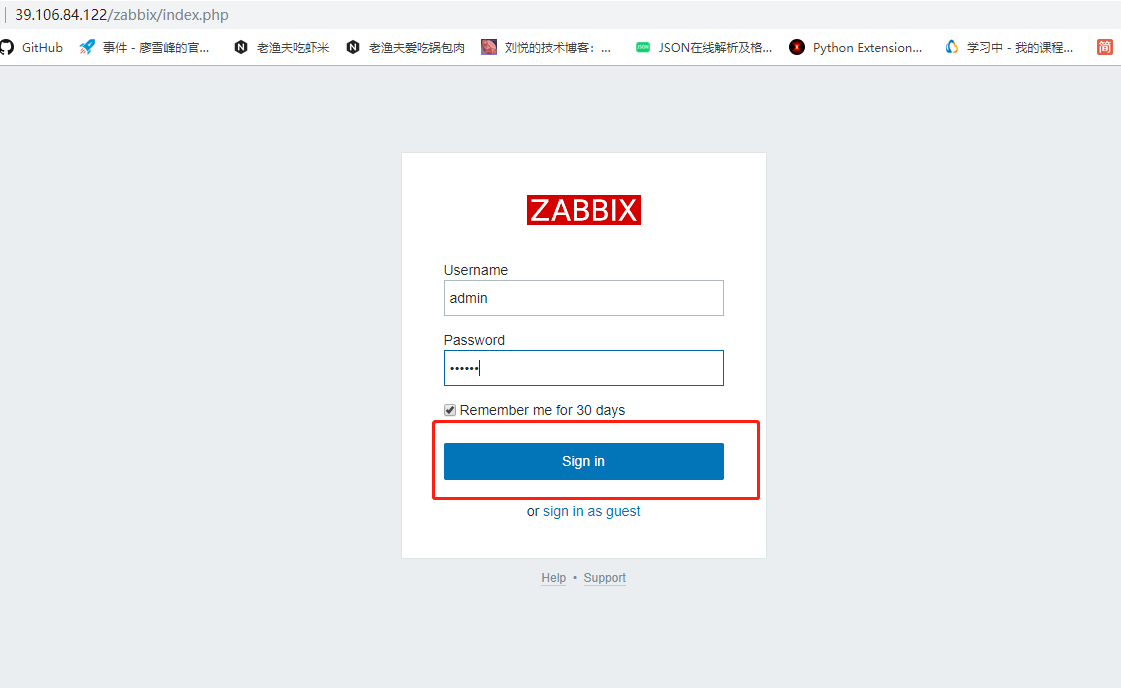 39.106.84.122/zabbix/index.php
GitHub 事件 - 廖雪峰的官... 老渔夫吃虾米 老渔夫爱吃锅包肉 刘悦的技术博客：... JSON JSON在线解析及格... Python Extension... 学习中 - 我的课程... 简
ZABBIX
Username
admin
Password
••••••
Remember me for 30 days
Sign in
or sign in as guest
Help • Support